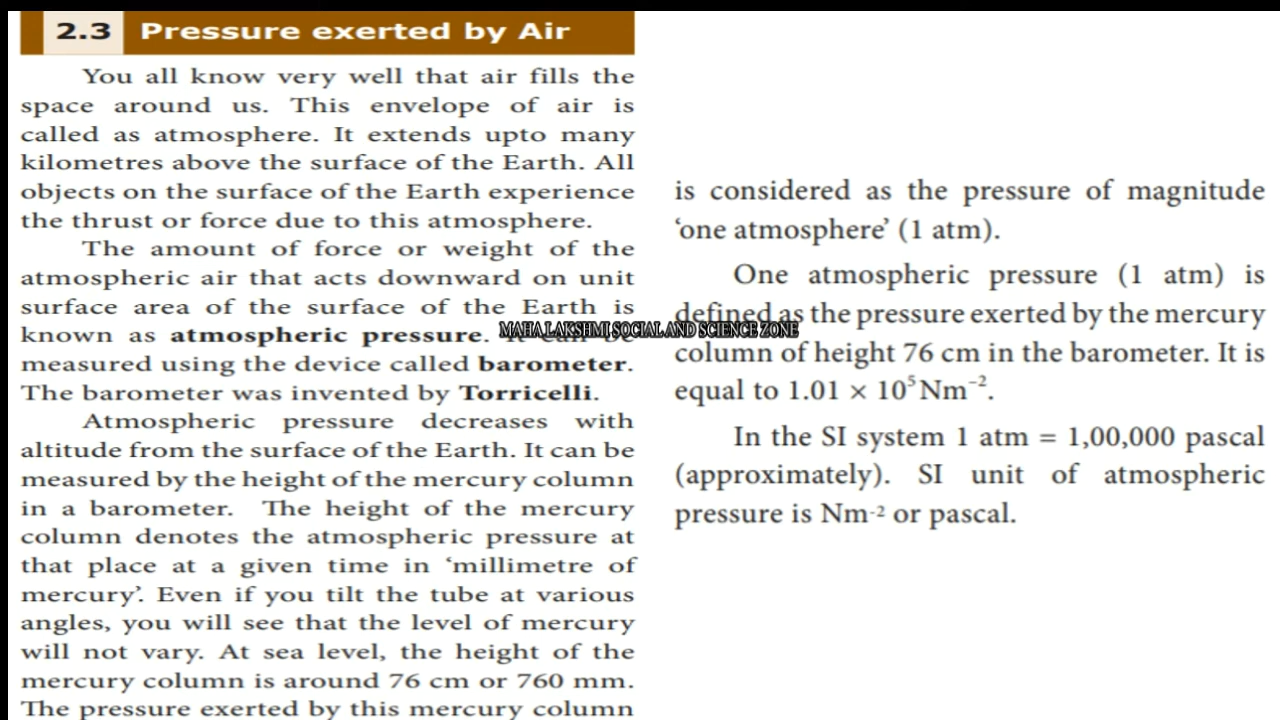 2.3 Pressure exerted by Air
You all know very well that air fills the
space around us. This envelope of air is
called as atmosphere. It extends upto many
kilometres above the surface of the Earth. All
objects on the surface of the Earth experience
the thrust or force due to this atmosphere.
The amount of force or weight of the
atmospheric air that acts downward on unit
surface area of the surface of the Earth is
known as atmospheric pressure.
measured using the device called barometer.
The barometer was invented by Torricelli.
Atmospheric pressure decreases with
altitude from the surface of the Earth. It can be
measured by the height of the mercury column
in a barometer. The height of the mercury
column denotes the atmospheric pressure at
that place at a given time in ‘millimetre of
mercury’. Even if you tilt the tube at various
angles, you will see that the level of mercury
will not vary. At sea level, the height of the
mercury column is around 76 cm or 760 mm.
The pressure exerted by this mercury column
MAHA LAKSHMI SOCIAL AND SCIENCE ZONE
is considered as the pressure of magnitude
‘one atmosphere’ (1 atm).
One atmospheric pressure (1 atm) is
defined as the pressure exerted by the mercury
column of height 76 cm in the barometer. It is
equal to 1.01 × 10⁵ Nm⁻².
In the SI system 1 atm = 1,00,000 pascal
(approximately). SI unit of atmospheric
pressure is Nm⁻² or pascal.